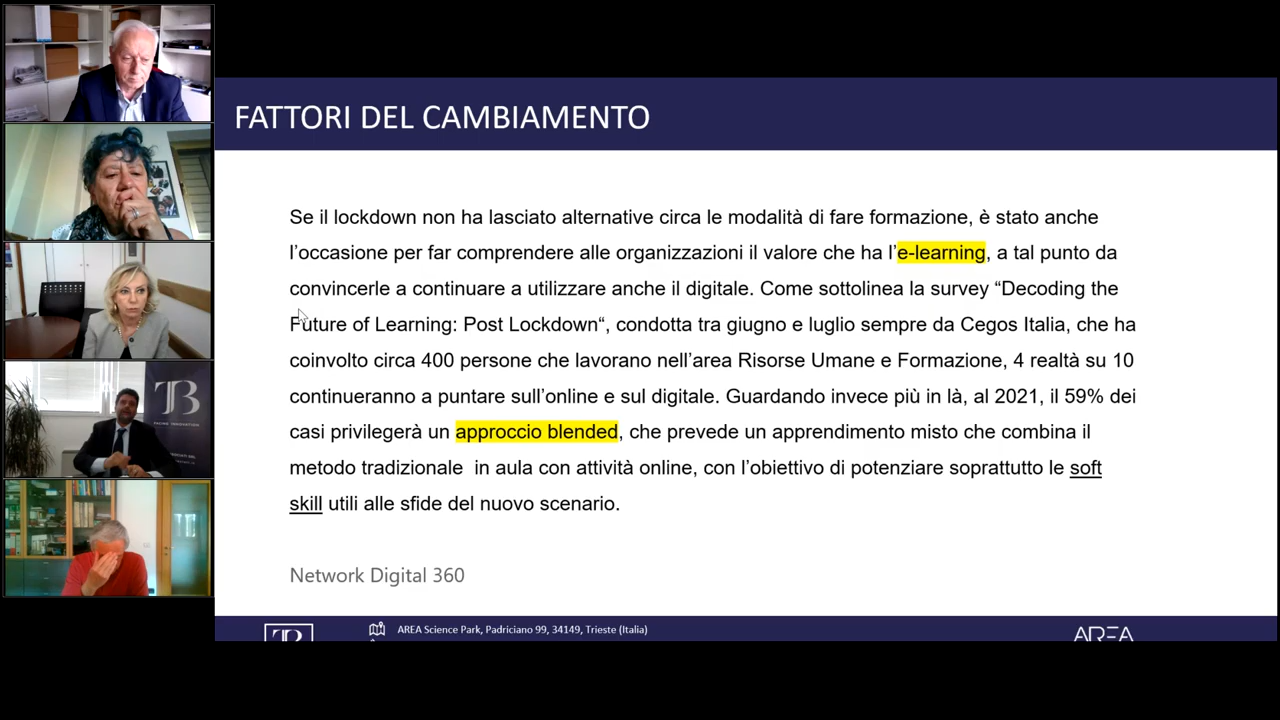 FATTORI DEL CAMBIAMENTO
Se il lockdown non ha lasciato alternative circa le modalità di fare formazione, è stato anche
l’occasione per far comprendere alle organizzazioni il valore che ha l’e-learning, a tal punto da
convincerle a continuare a utilizzare anche il digitale. Come sottolinea la survey “Decoding the
Future of Learning: Post Lockdown“, condotta tra giugno e luglio sempre da Cegos Italia, che ha
coinvolto circa 400 persone che lavorano nell’area Risorse Umane e Formazione, 4 realtà su 10
continueranno a puntare sull’online e sul digitale. Guardando invece più in là, al 2021, il 59% dei
casi privilegerà un approccio blended, che prevede un apprendimento misto che combina il
metodo tradizionale in aula con attività online, con l’obiettivo di potenziare soprattutto le soft
skill utili alle sfide del nuovo scenario.
Network Digital 360
TB
AREA Science Park, Padriciano 99, 34149, Trieste (Italia)
AREA
TB
FACING INNOVATION